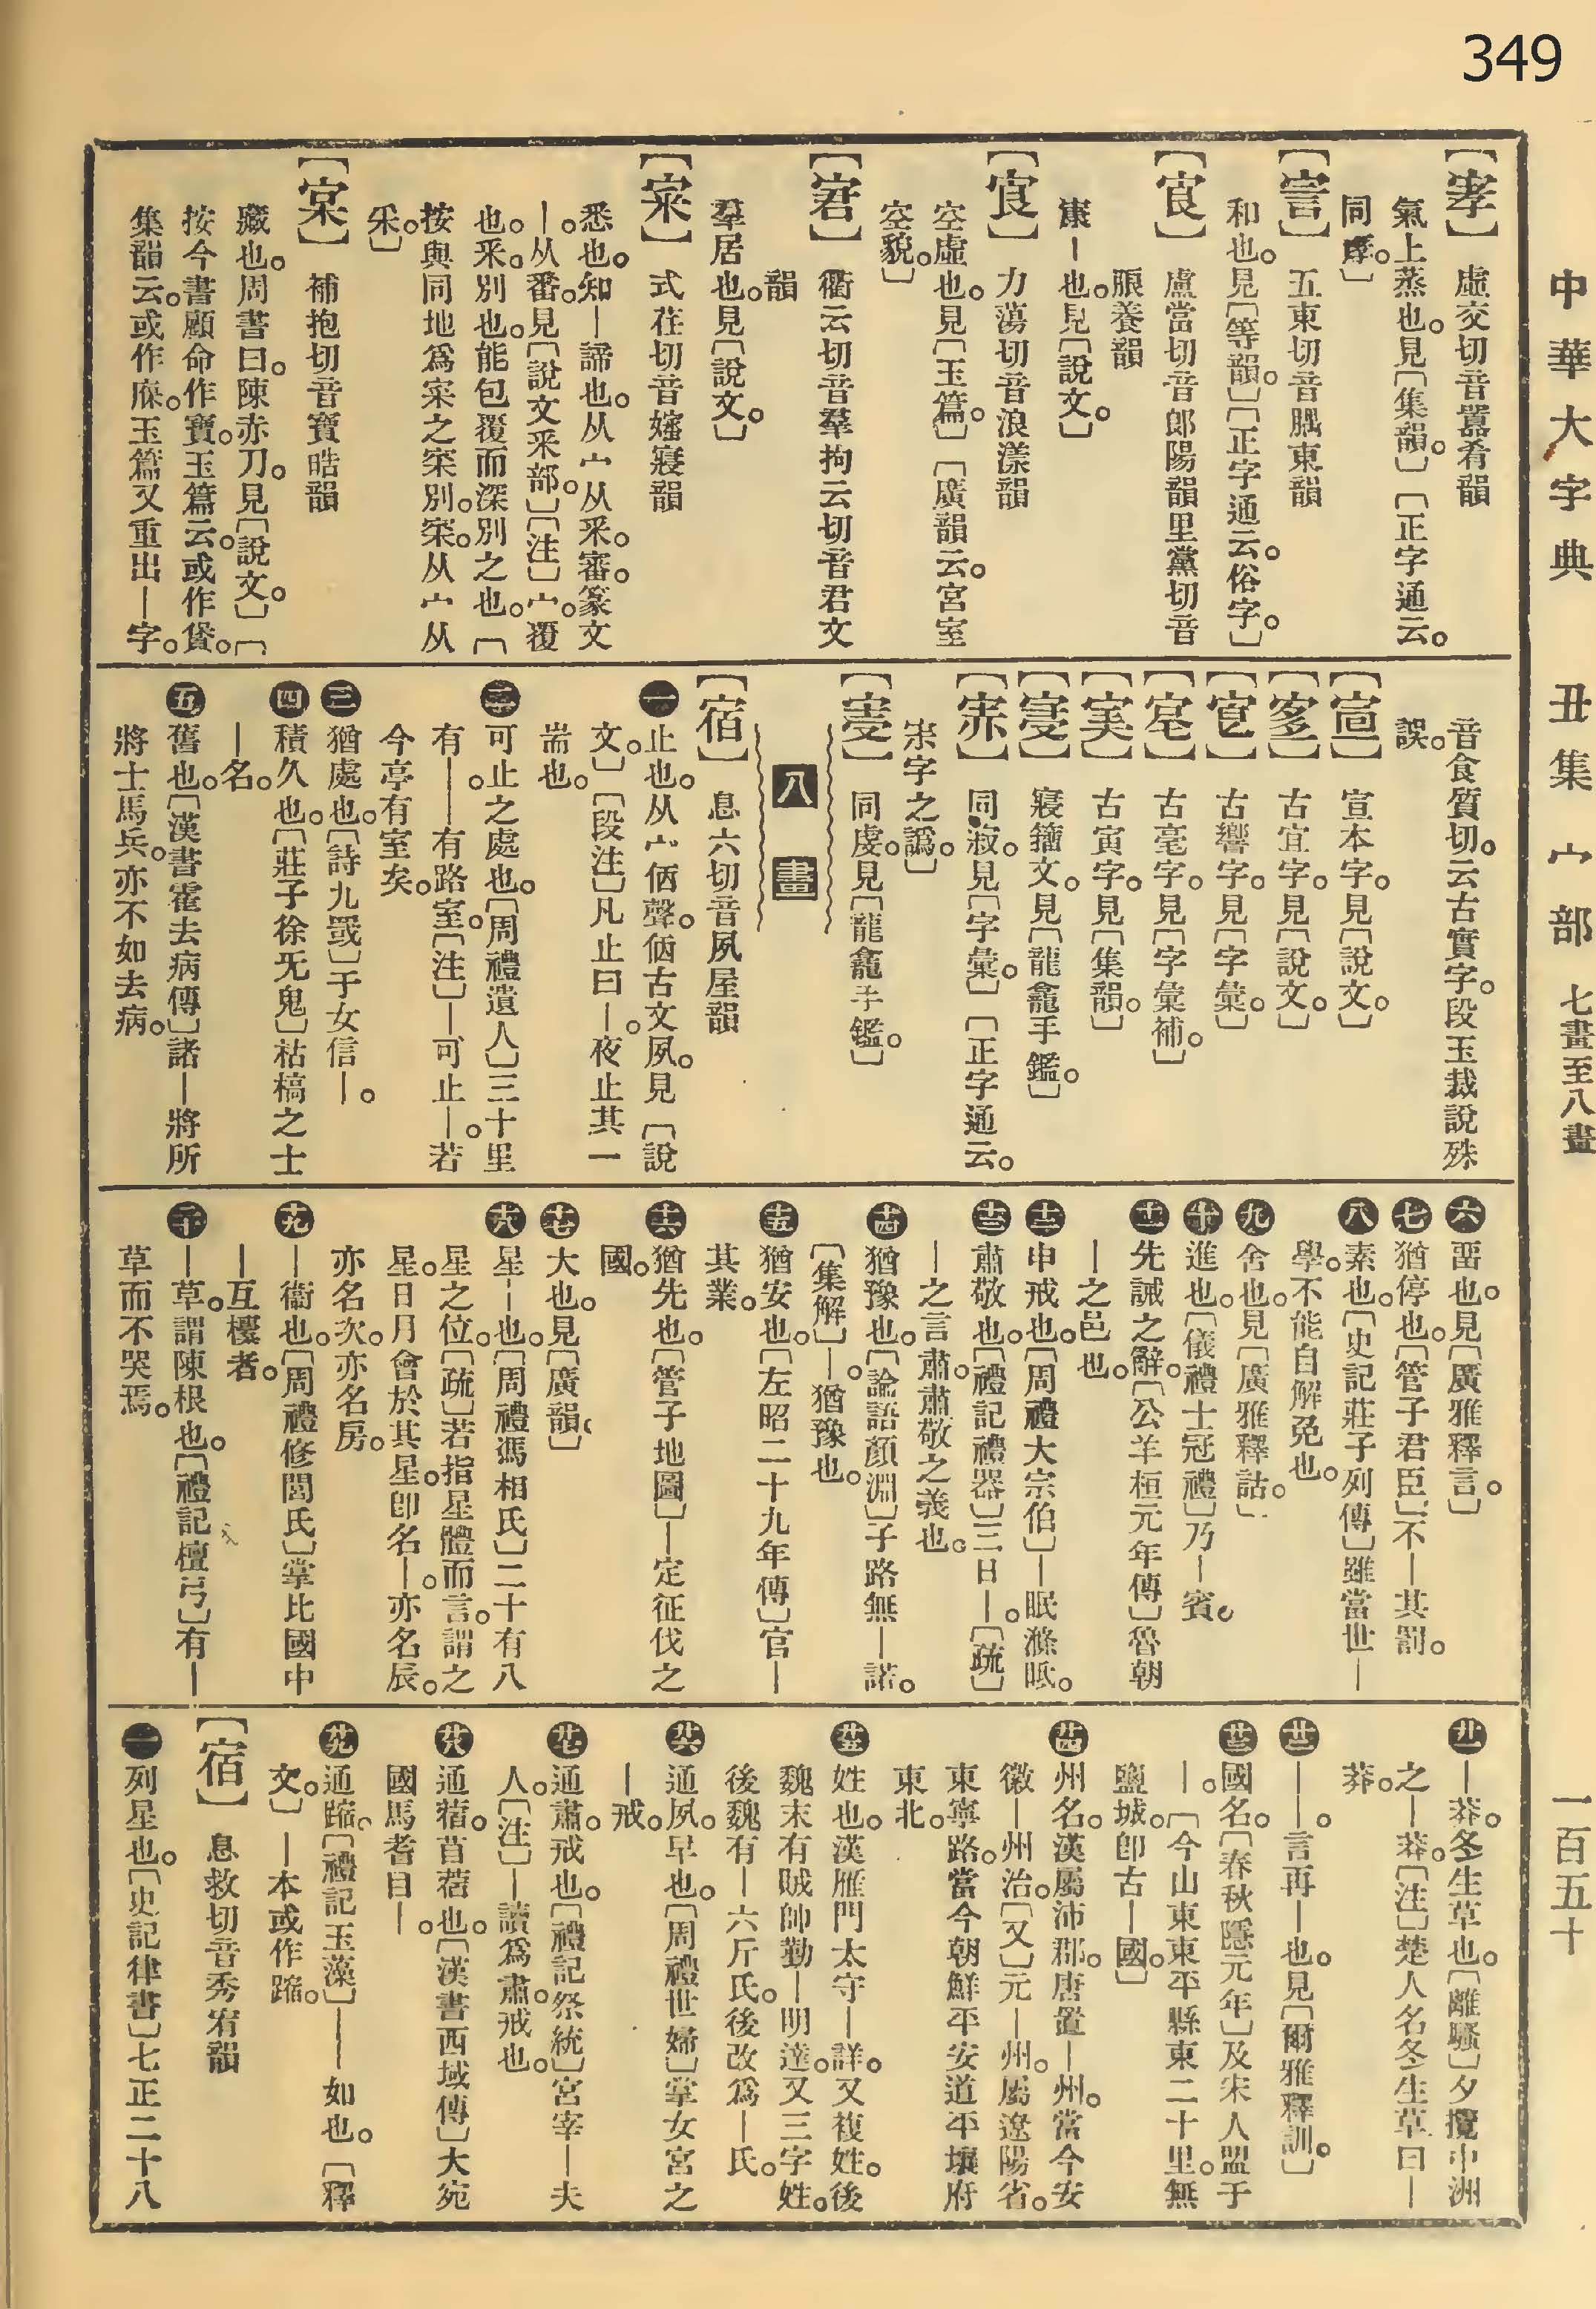 349
中華大字典　丑集　宀部　七畫至八畫　一百五十
【㝧】虛交切音囂肴韻
氣上蒸也。見〔集韻。〕〔正字通云。
同㾱。〕
五東切音䴂東韻
和也。見〔等韻。〕〔正字通云。俗字。〕
【㝗】盧當切音郎陽韻里黨切音
脹養韻
康｜也。見〔說文。〕
【㝗】力蕩切音浪漾韻
空虛也。見〔玉篇。〕〔廣韻云。宮室
空貌。〕
【宭】衢云切音羣拘云切音君文
韻
羣居也。見〔說文。〕
【宷】式荏切音嬸寢韻
悉也。知｜諦也。从宀从釆。審。篆文
｜。从番。見〔說文釆部。〕〔注〕宀。覆
也。釆。別也。能包覆而深別之也。〔
按與同地爲寀之寀別。寀。从宀从
采。〕
【𡧖】補抱切音寶晧韻
藏也。周書曰。陳赤刀。見〔說文。〕〔
按今書顧命作寶。玉篇云。或作賲。
集韻云。或作㾄。玉篇又重出｜字。
音食質切。云古實字。段玉裁說殊
誤。
宣本字。見〔說文。〕
古宜字。見〔說文。〕
古響字。見〔字彙。〕
古毫字。見〔字彙補。〕
古寅字。見〔集韻。〕
寢籀文。見〔龍龕手鑑。〕
同寂。見〔字彙。〕〔正字通云。
宋字之譌。〕
同㝛。見〔龍龕手鑑。〕
八畫
【宿】息六切音夙屋韻
㊀止也。从宀㐁聲。㐁古文夙。見〔說
文。〕〔段注〕凡止曰｜。夜止其一
耑也。
㊁可止之處也。〔周禮遺人〕三十里
有｜。｜有路室。〔注〕｜可止｜。若
今亭有室矣。
㊂猶處也。〔詩九罭〕于女信｜。
㊃積久也。〔莊子徐无鬼〕祜槁之士
｜名。
㊄舊也。〔漢書霍去病傳〕諸｜將所
將士馬兵。亦不如去病。
㊅畱也。見〔廣雅釋言。〕
㊆猶停也。〔管子君臣〕不｜其罰。
㊇素也。〔史記莊子列傳〕雖當世｜
學。不能自解免也。
㊈舍也。見〔廣雅釋詁。〕
㊉進也。〔儀禮士冠禮〕乃｜賓。
十一先誡之辭。〔公羊桓元年傳〕魯朝
｜之邑也。
十二申戒也。〔周禮大宗伯〕｜眠滌眡。
十三肅敬也。〔禮記禮器〕三日｜。〔疏〕
｜之言肅。肅敬之義也。
十四猶豫也。〔論語顏淵〕子路無｜諾。
〔集解〕｜。猶豫也。
十五猶安也。〔左昭二十九年傳〕官｜
其業。
十六猶先也。〔管子地圖〕｜定征伐之
國。
十七大也。見〔廣韻。〕
十八星｜也。〔周禮馮相氏〕二十有八
星之位。〔疏〕若指星體而言。謂之
星。日月會於其星。卽名｜。亦名辰。
亦名次。亦名房。
十九｜衞也。〔周禮修閭氏〕掌比國中
｜互樓者。
二十｜草。謂陳根也。〔禮記檀弓〕有｜
草而不哭焉。
廿一｜莽。冬生草也。〔離騷〕夕攬中洲
之｜莽。〔注〕楚人名冬生草曰｜
莽。
廿二｜｜。言再｜也。見〔爾雅釋訓。〕
廿三國名。〔春秋隱元年〕及宋人盟于
｜。〔今山東東平縣東二十里。無
鹽城。卽古｜國。〕
廿四州名。漢屬沛郡。唐置｜州。當今安
徽｜州治。〔又〕元｜州。屬遼陽省。
東寧路。當今朝鮮平安道平壤府
東北。
廿五姓也。漢雁門太守｜詳。又複姓。後
魏末有賊帥勤｜明達。又三字姓。
後魏有｜六斤氏。後改爲｜氏。
廿六通夙。早也。〔周禮世婦〕掌女宮之
｜戒。
廿七通肅。戒也。〔禮記祭統〕宮宰｜夫
人。〔注〕｜讀爲肅。戒也。
廿八通蓿。苜蓿也。〔漢書西域傳〕大宛
國馬耆目｜。
廿九通蹜。〔禮記玉藻〕｜｜如也。〔釋
文。〕｜本或作蹜。
【宿】息救切音秀宥韻
㊀列星也。〔史記律書〕七正二十八